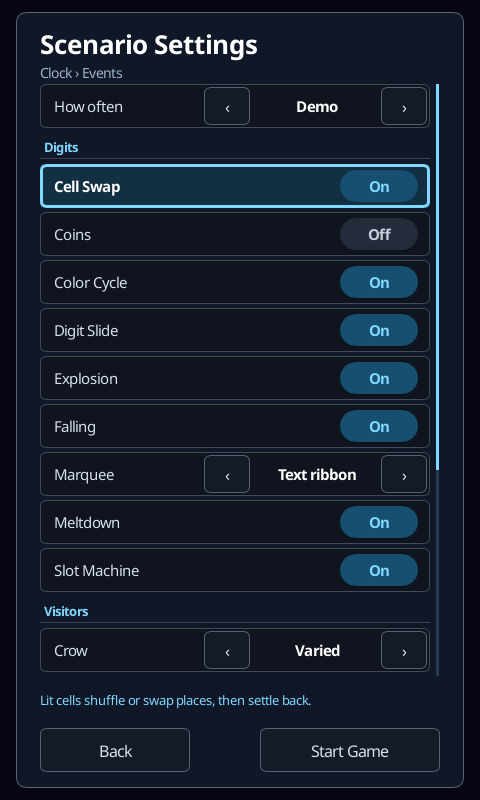 Scenario Settings
Clock › Events
How often ‹ Demo ›
Digits
Cell Swap On
Coins Off
Color Cycle On
Digit Slide On
Explosion On
Falling On
Marquee ‹ Text ribbon ›
Meltdown On
Slot Machine On
Visitors
Crow ‹ Varied ›
Lit cells shuffle or swap places, then settle back.
Back Start Game